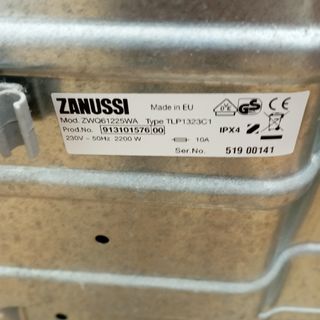 ZANUSSI Made in EU
Mod. ZWQ61225WA Type TLP1323C1
Prod.No. 913101576 00
230V ~ 50Hz 2200 W 10A IPX4
Ser.No. 519 00141